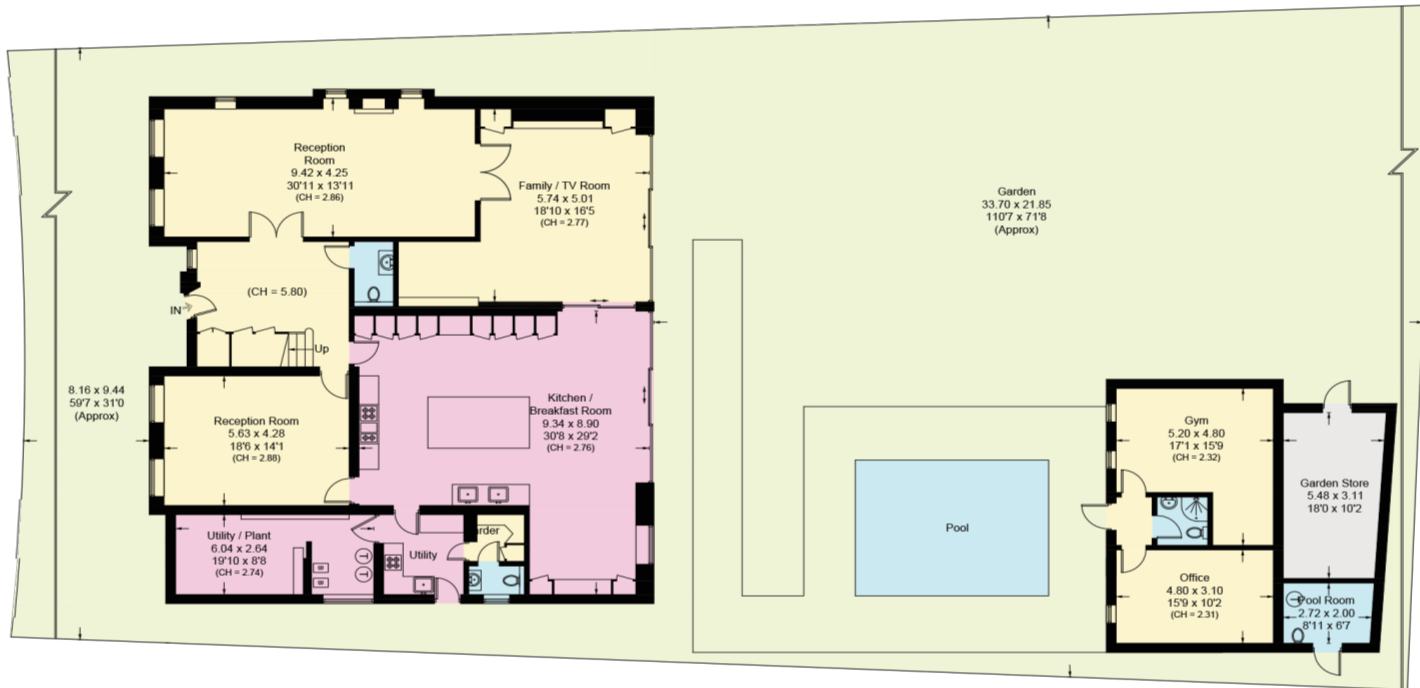 Reception
Room
9.42 x 4.25
30'11 x 13'11
(CH = 2.86)
Family / TV Room
5.74 x 5.01
18'10 x 16'5
(CH = 2.77)
Garden
33.70 x 21.85
110'7 x 71'8
(Approx)
(CH = 5.80)
IN
Up
8.16 x 9.44
59'7 x 31'0
(Approx)
Reception Room
5.63 x 4.28
18'6 x 14'1
(CH = 2.88)
Kitchen /
Breakfast Room
9.34 x 8.90
30'8 x 29'2
(CH = 2.76)
Utility / Plant
6.04 x 2.64
19'10 x 8'8
(CH = 2.74)
T
T
Utility
arder
Pool
Gym
5.20 x 4.80
17'1 x 15'9
(CH = 2.32)
Garden Store
5.48 x 3.11
18'0 x 10'2
Office
4.80 x 3.10
15'9 x 10'2
(CH = 2.31)
Pool Room
2.72 x 2.00
8'11 x 6'7